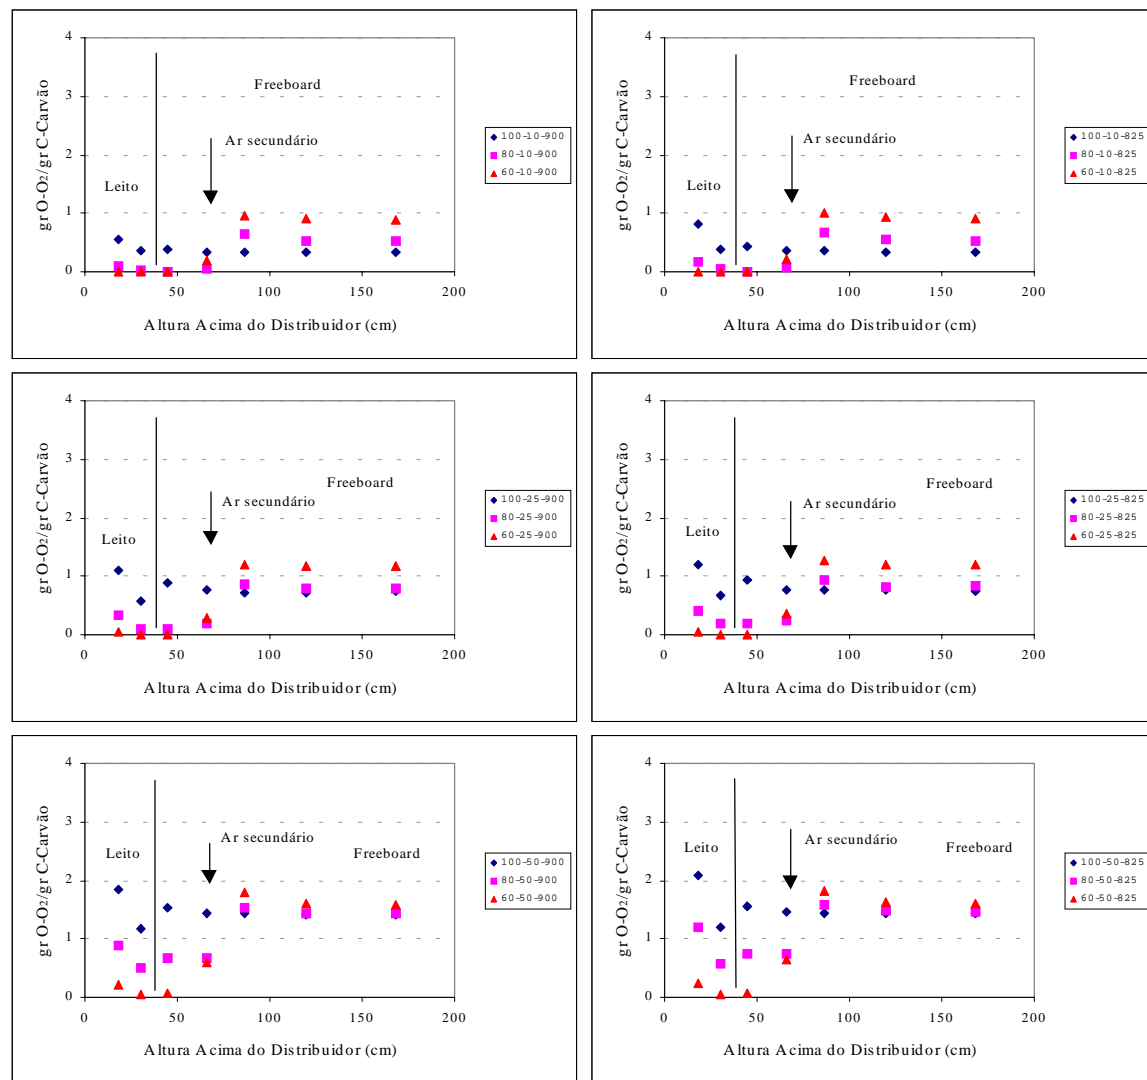 4
3
2
1
0
0 50 100 150 200
gr O-O2/gr C-Carvão
Altura Acima do Distribuidor (cm)
Freeboard
Ar secundário
Leito
100-10-900
80-10-900
60-10-900
4
3
2
1
0
0 50 100 150 200
gr O-O2/gr C-Carvão
Altura Acima do Distribuidor (cm)
Freeboard
Ar secundário
Leito
100-10-825
80-10-825
60-10-825
4
3
2
1
0
0 50 100 150 200
gr O-O2/gr C-Carvão
Altura Acima do Distribuidor (cm)
Freeboard
Ar secundário
Leito
100-25-900
80-25-900
60-25-900
4
3
2
1
0
0 50 100 150 200
gr O-O2/gr C-Carvão
Altura Acima do Distribuidor (cm)
Freeboard
Ar secundário
Leito
100-25-825
80-25-825
60-25-825
4
3
2
1
0
0 50 100 150 200
gr O-O2/gr C-Carvão
Altura Acima do Distribuidor (cm)
Ar secundário
Leito
Freeboard
100-50-900
80-50-900
60-50-900
4
3
2
1
0
0 50 100 150 200
gr O-O2/gr C-Carvão
Altura Acima do Distribuidor (cm)
Ar secundário
Leito
Freeboard
100-50-825
80-50-825
60-50-825